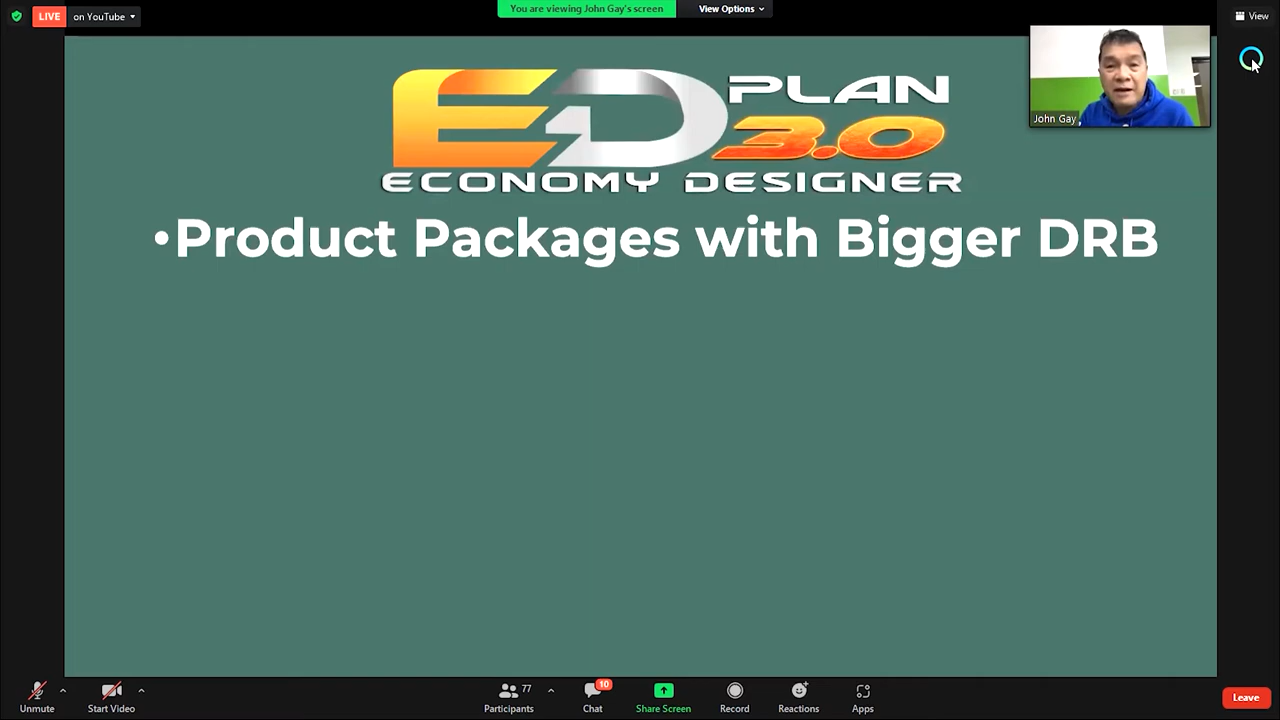 LIVE on YouTube
You are viewing John Gay's screen
View Options
View
ED PLAN 3.0
ECONOMY DESIGNER
John Gay
•Product Packages with Bigger DRB
Unmute
Start Video
77
Participants
10
Chat
Share Screen
Record
Reactions
Apps
Leave